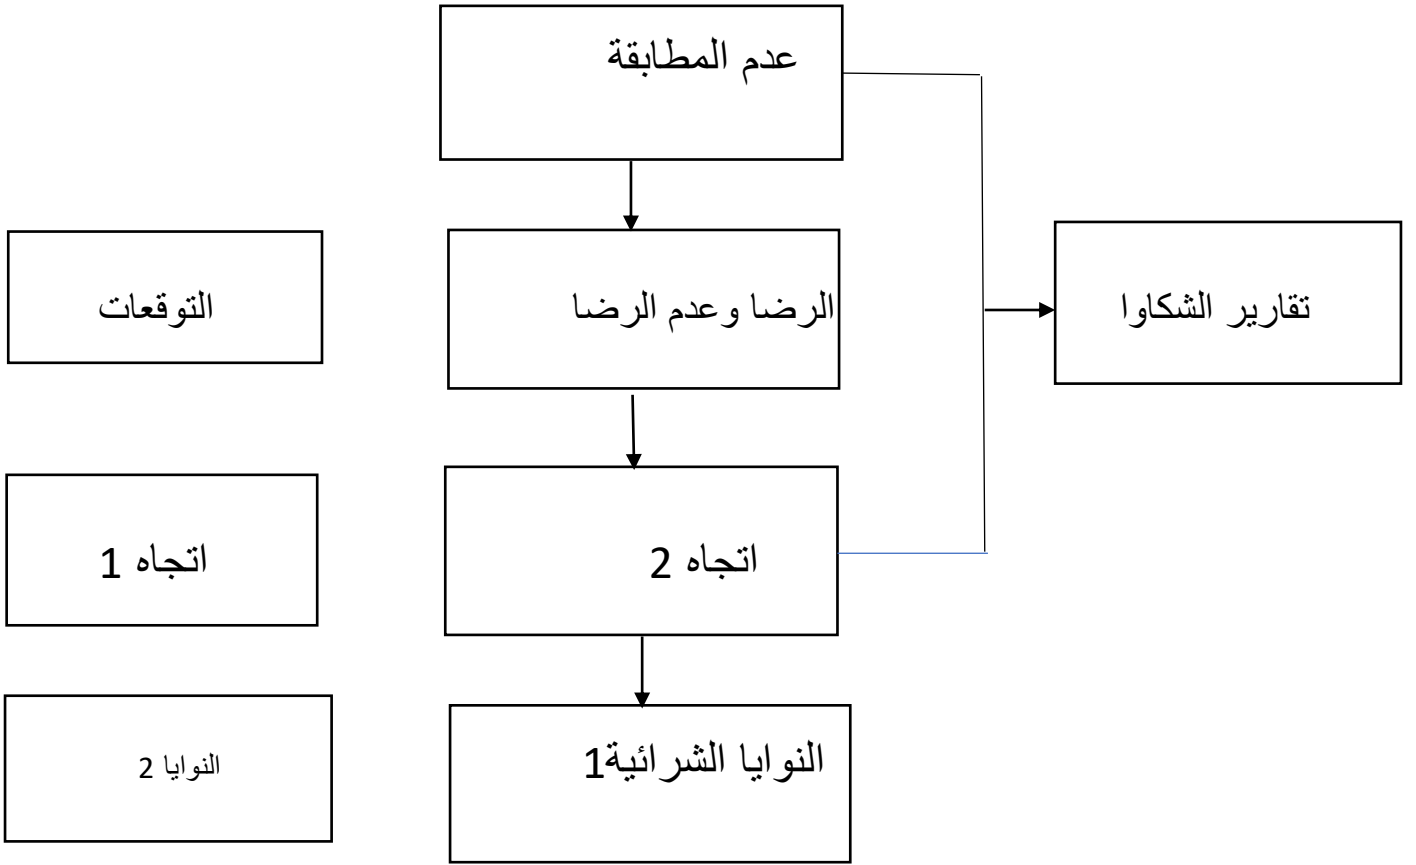 عدم المطابقة
تقارير الشكاوا
الرضا وعدم الرضا
التوقعات
اتجاه 2
اتجاه 1
النوايا الشرائية1
النوايا 2